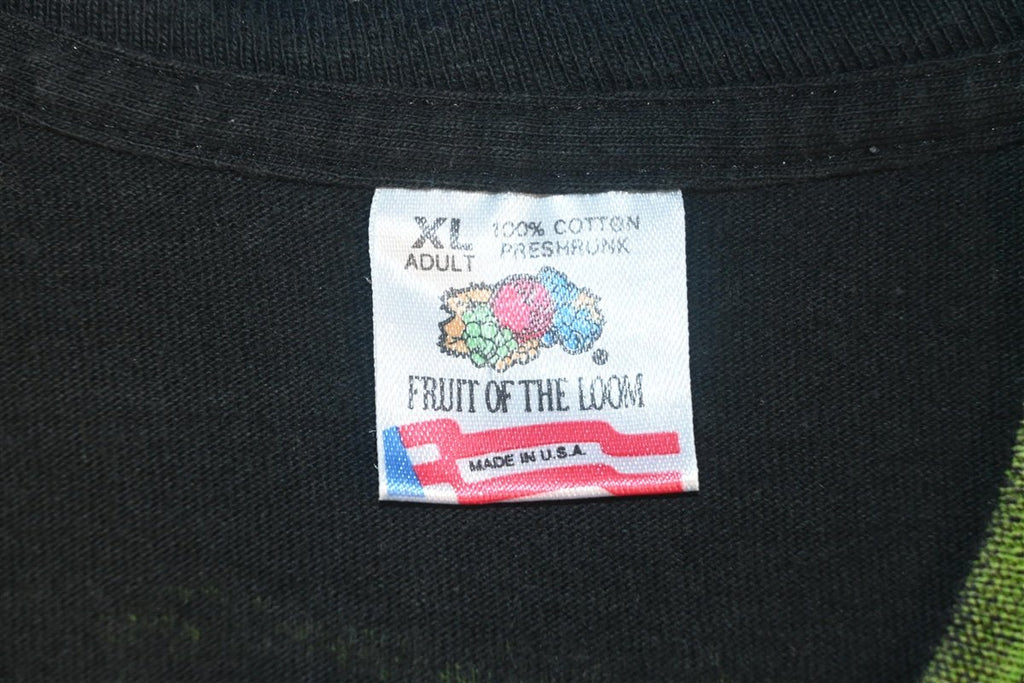 XL 100% COTTON
ADULT PRESHRUNK
®
FRUIT OF THE LOOM
MADE IN U.S.A.